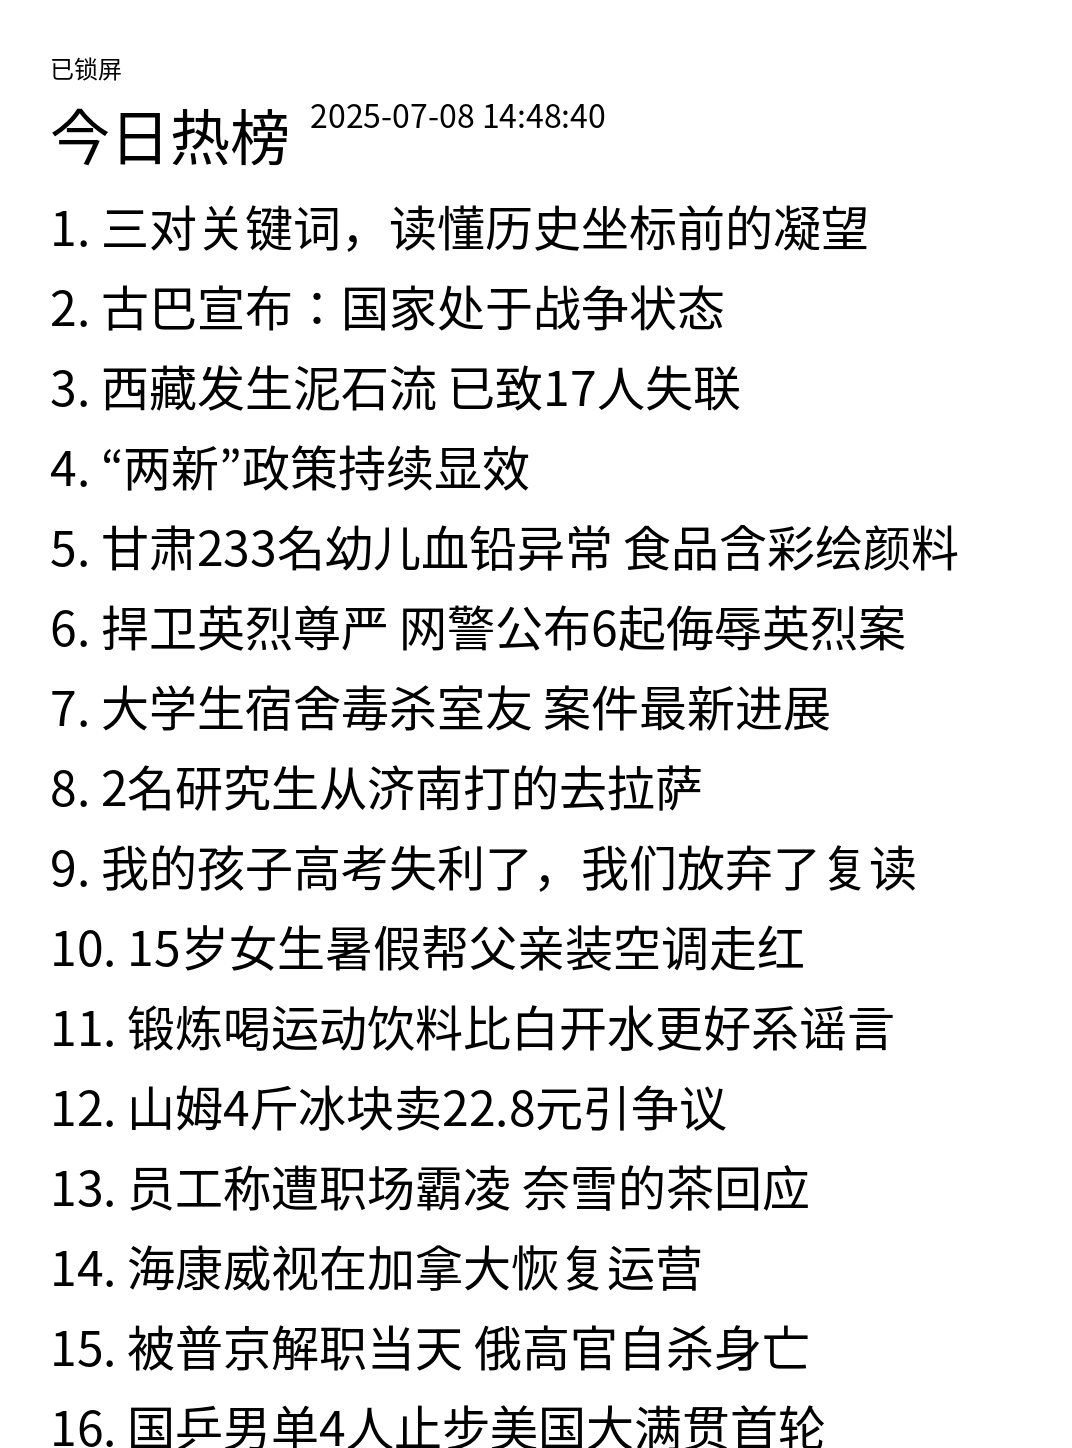 已锁屏
今日热榜 2025-07-08 14:48:40
1. 三对关键词，读懂历史坐标前的凝望
2. 古巴宣布：国家处于战争状态
3. 西藏发生泥石流 已致17人失联
4. “两新”政策持续显效
5. 甘肃233名幼儿血铅异常 食品含彩绘颜料
6. 捍卫英烈尊严 网警公布6起侮辱英烈案
7. 大学生宿舍毒杀室友 案件最新进展
8. 2名研究生从济南打的去拉萨
9. 我的孩子高考失利了，我们放弃了复读
10. 15岁女生暑假帮父亲装空调走红
11. 锻炼喝运动饮料比白开水更好系谣言
12. 山姆4斤冰块卖22.8元引争议
13. 员工称遭职场霸凌 奈雪的茶回应
14. 海康威视在加拿大恢复运营
15. 被普京解职当天 俄高官自杀身亡
16. 国乒男单4人止步美国大满贯首轮